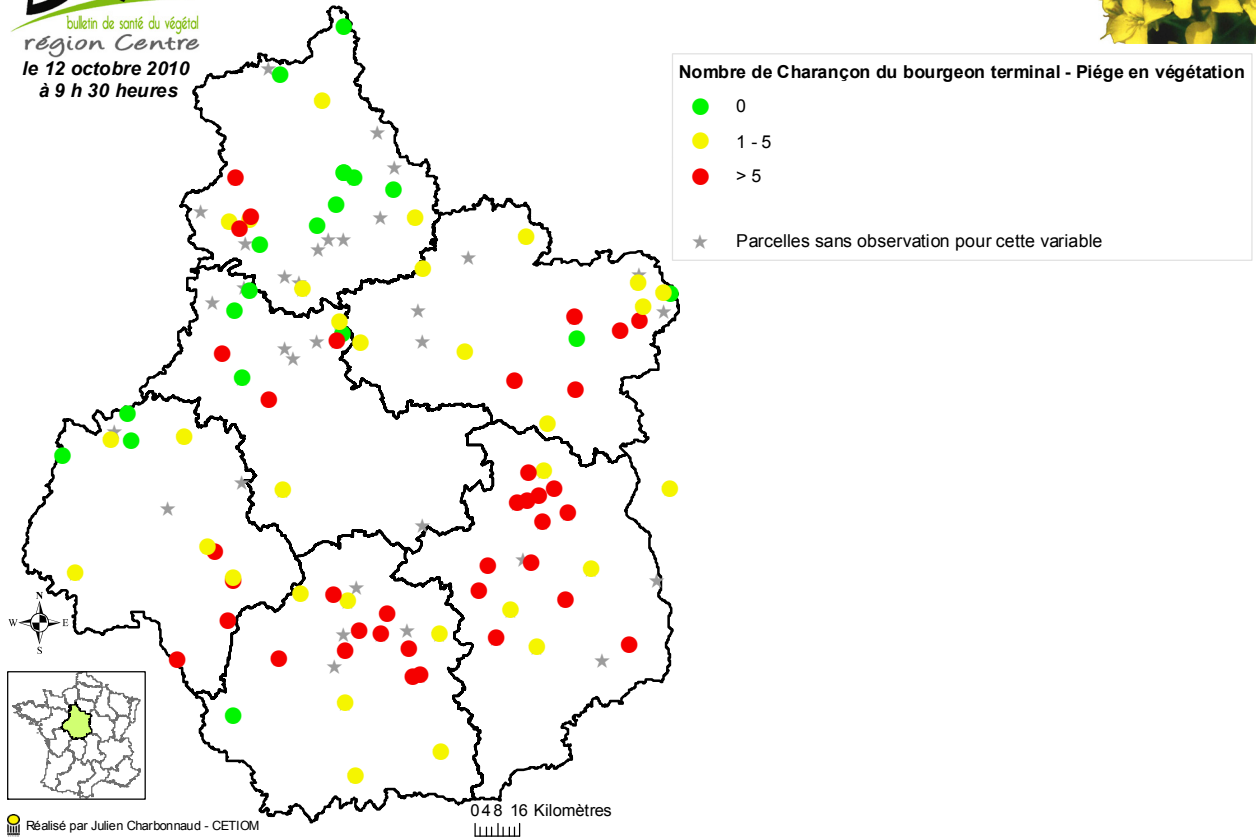 bulletin de santé du végétal
région Centre
le 12 octobre 2010
à 9 h 30 heures
Nombre de Charançon du bourgeon terminal - Piége en végétation
0
1 - 5
> 5
Parcelles sans observation pour cette variable
N
W E
S
0 4 8 16 Kilomètres
Réalisé par Julien Charbonnaud - CETIOM